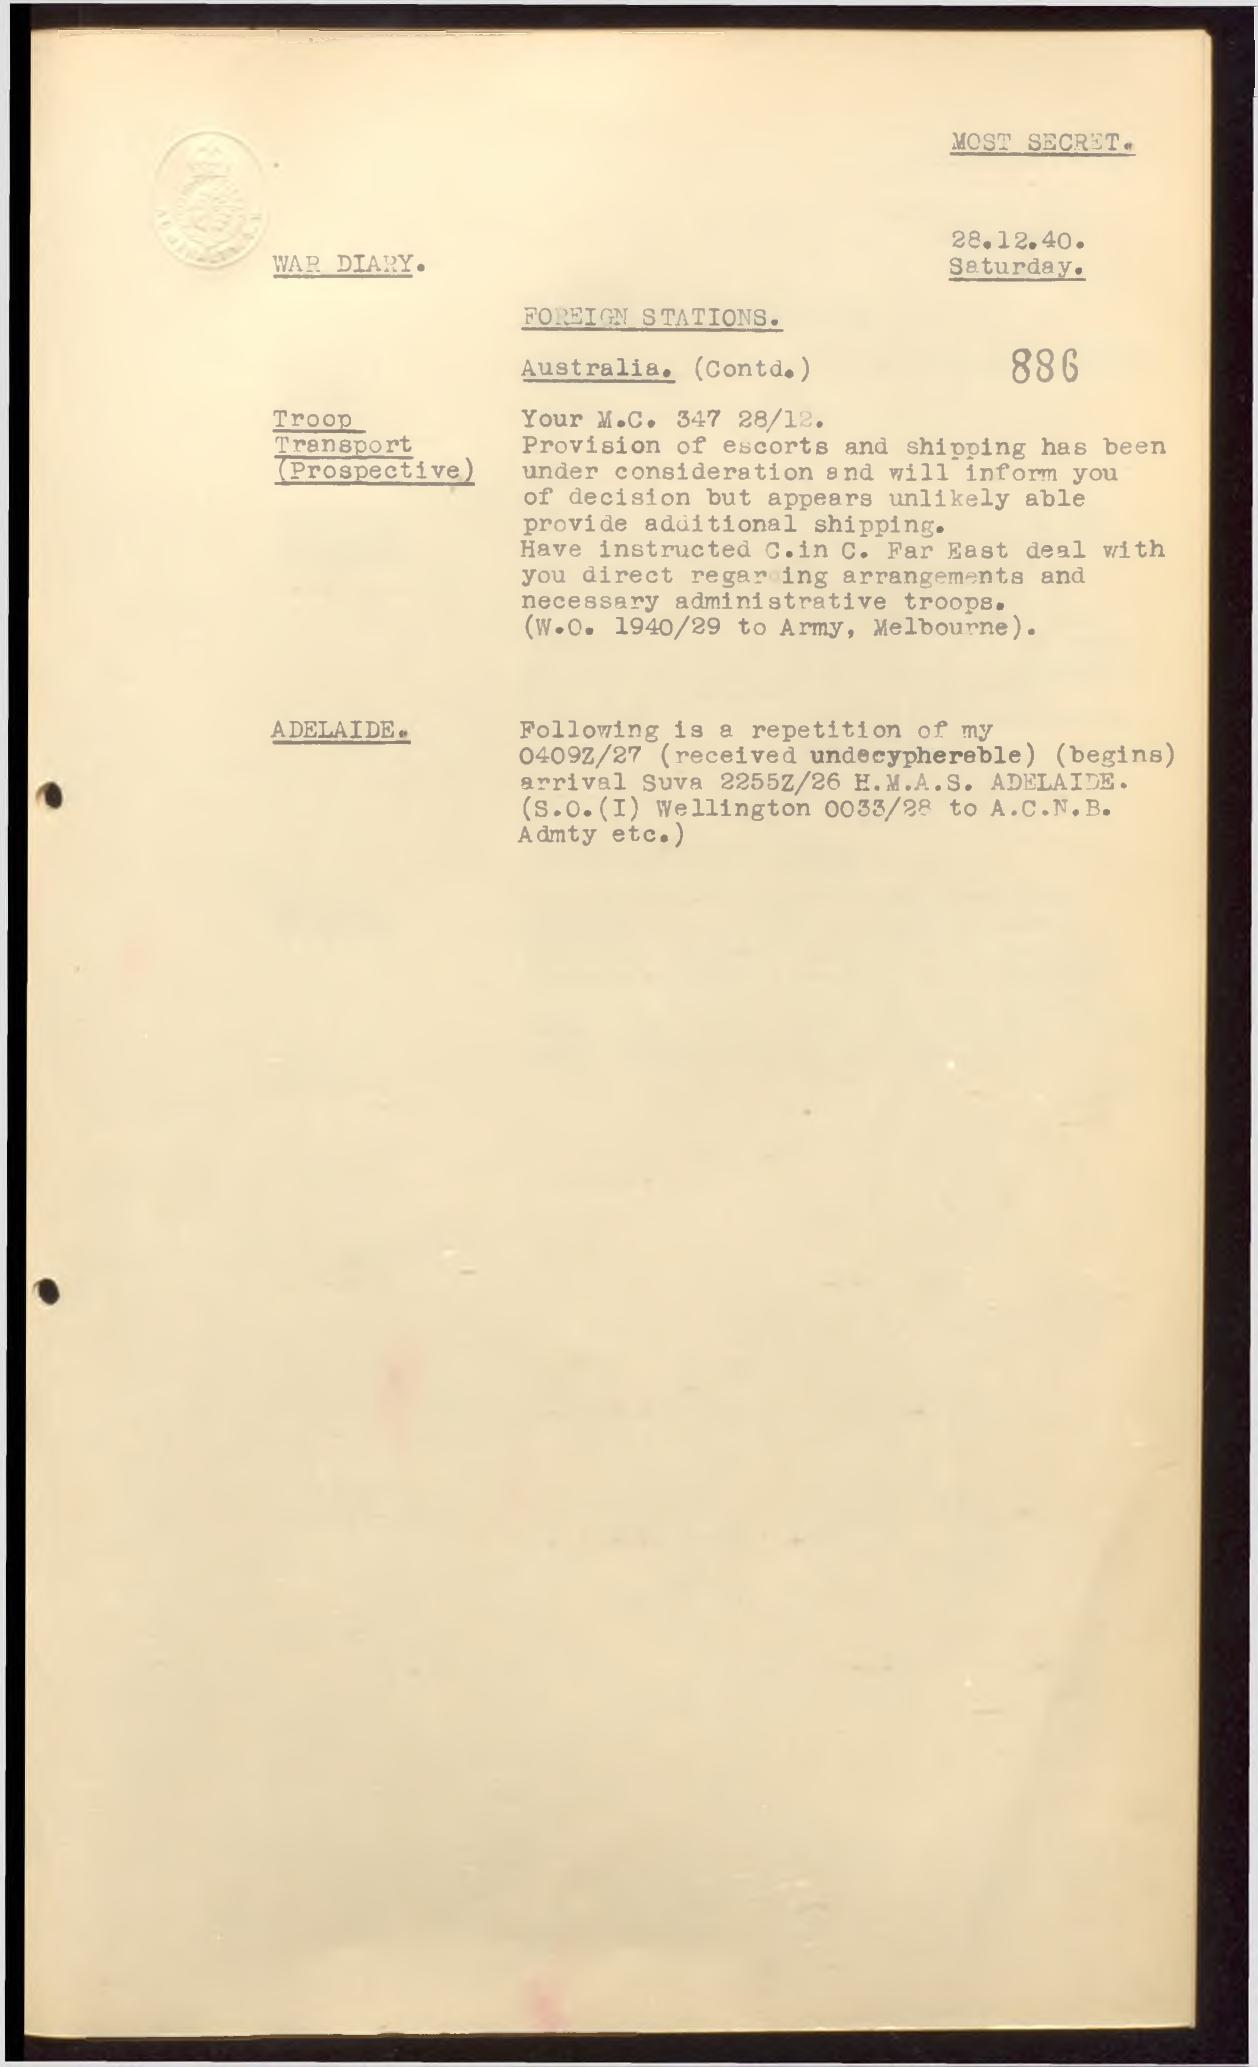 MOST SECRET.
28.12.40.
WAR DIARY.
Saturday.
FOREIGN STATIONS.
Australia. (Contd.)
886
Troop
Transport
(Prospective)
Your M.C. 347 28/12.
Provision of escorts and shipping has been
under consideration and will inform you
of decision but appears unlikely able
provide additional shipping.
Have instructed C.in C. Far East deal with
you direct regarding arrangements and
necessary administrative troops.
(W.O. 1940/29 to Army, Melbourne).
ADELAIDE.
Following is a repetition of my
0409Z/27 (received undecyphereble) (begins)
arrival Suva 2255Z/26 H.M.A.S. ADELAIDE.
(S.O.(I) Wellington 0033/28 to A.C.N.B.
Admty etc.)